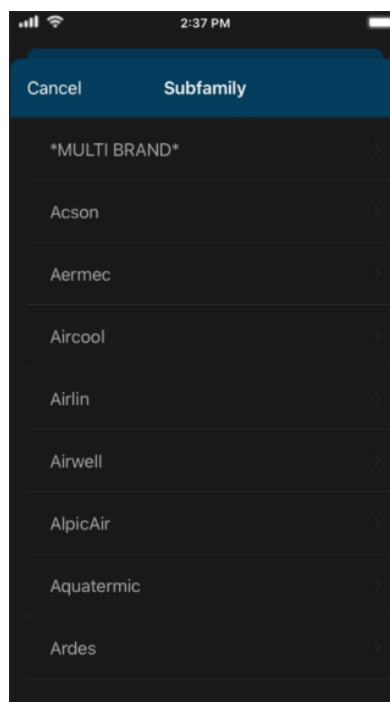 2:37 PM
Cancel Subfamily
*MULTI BRAND*
Acson
Aermec
Aircool
Airlin
Airwell
AlpicAir
Aquatermic
Ardes